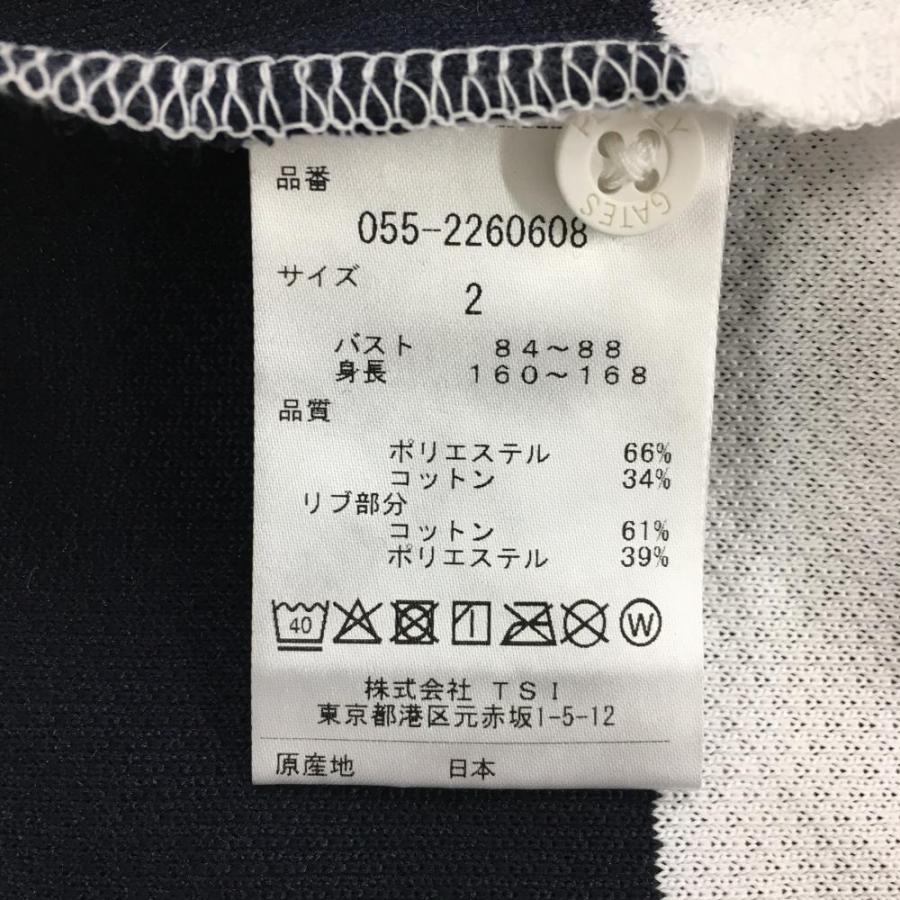 品番
055-2260608
サイズ
2
バスト 84～88
身長 160～168
品質
ポリエステル 66%
コットン 34%
リブ部分
コットン 61%
ポリエステル 39%
40
W
株式会社 TSI
東京都港区元赤坂1-5-12
原産地 日本
GATES